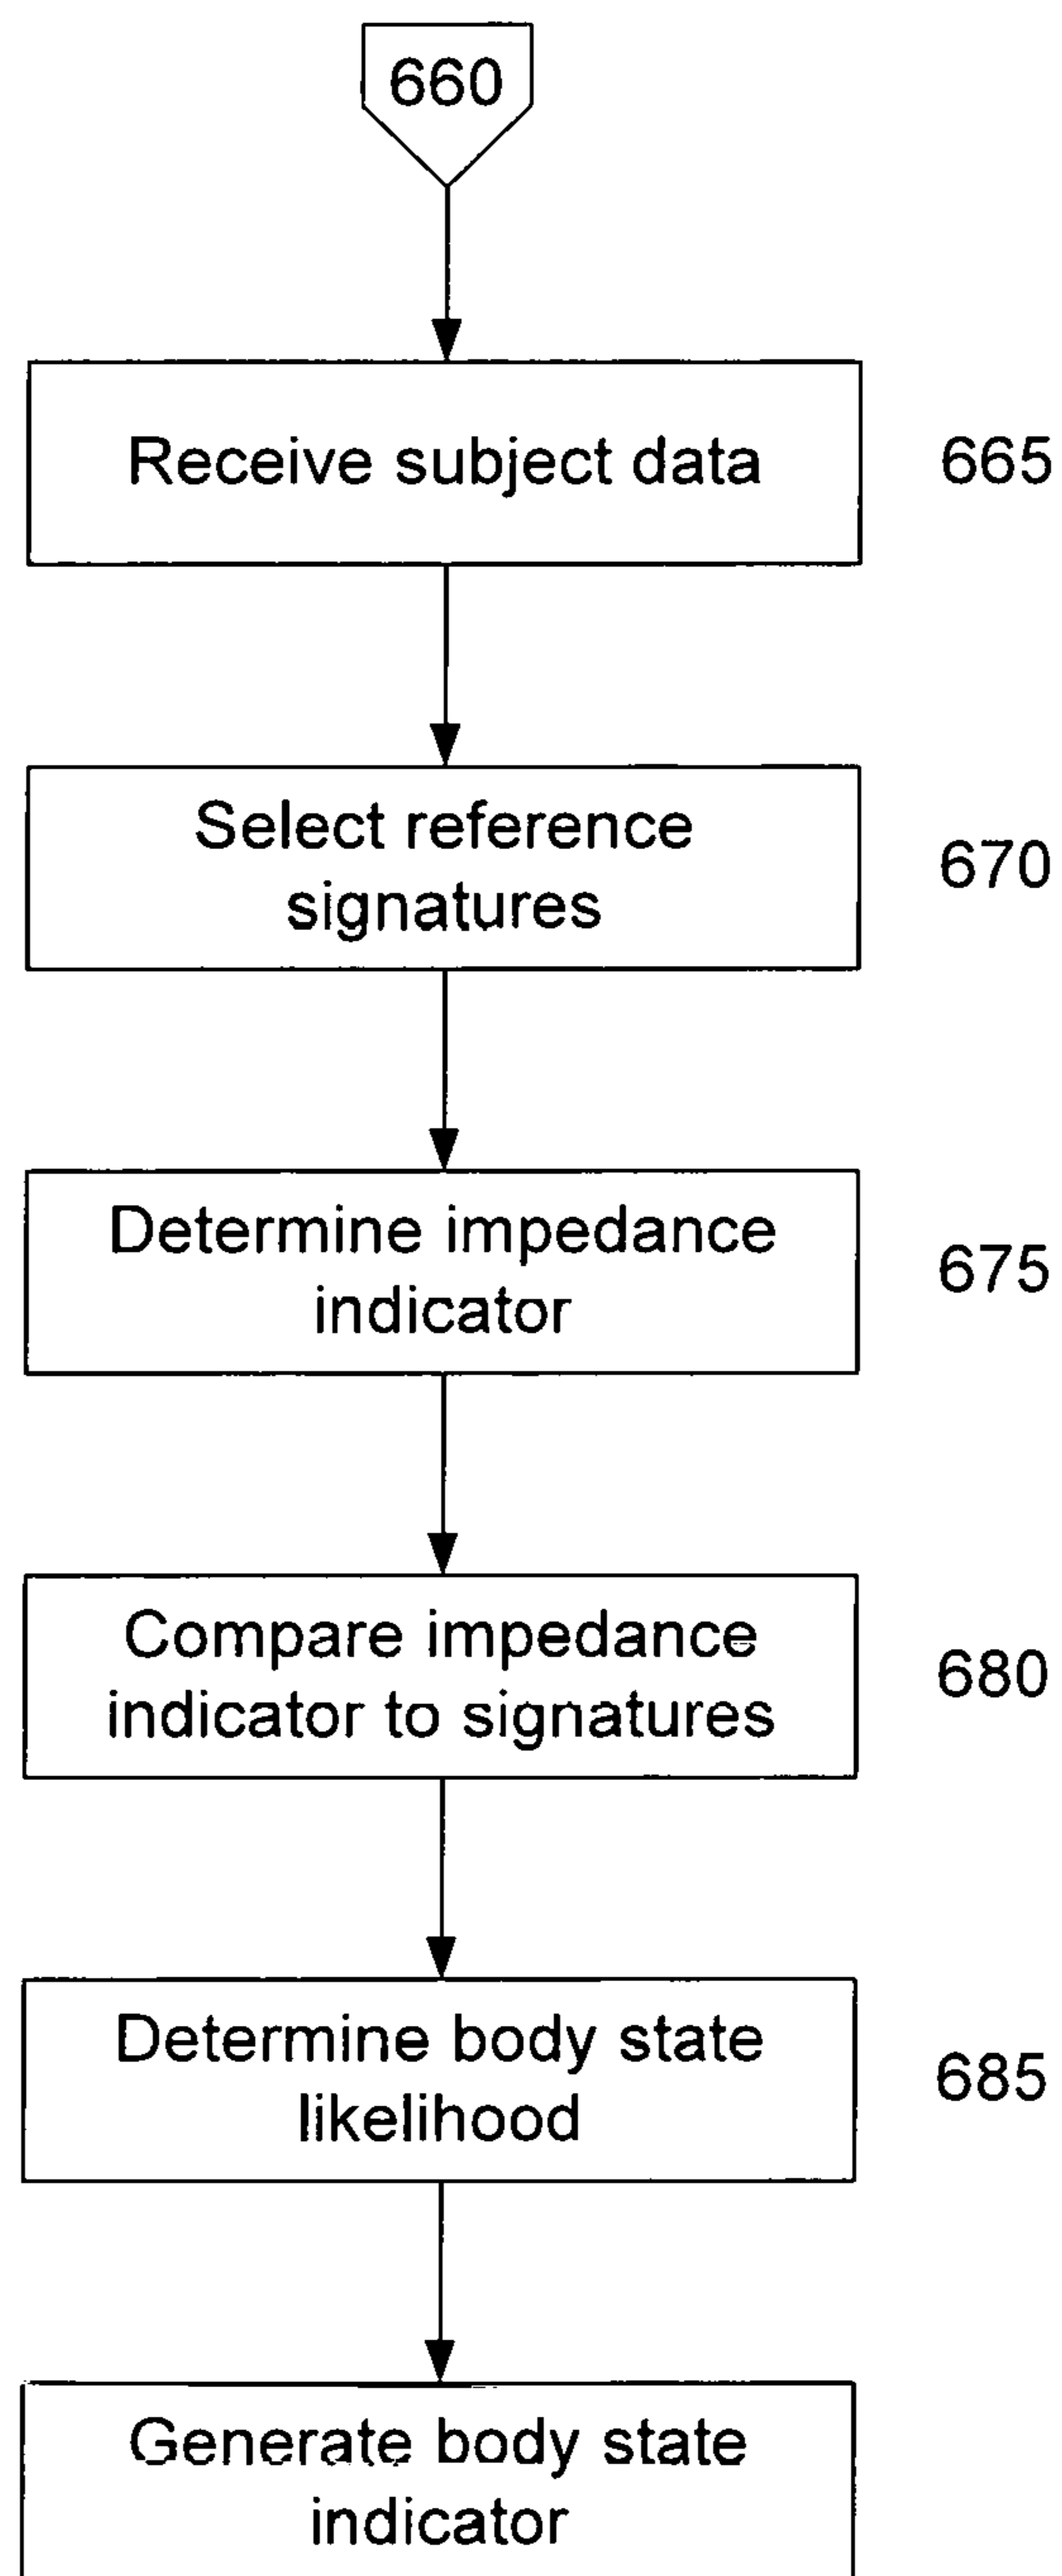 660
Receive subject data
665
Select reference
signatures
670
Determine impedance
indicator
675
Compare impedance
indicator to signatures
680
Determine body state
likelihood
685
Generate body state
indicator